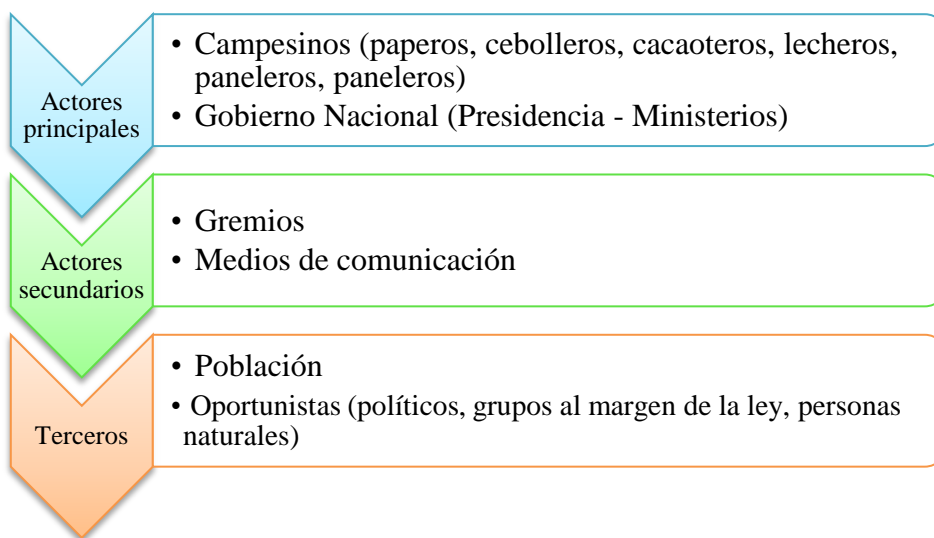 Actores
principales
• Campesinos (paperos, cebolleros, cacaoteros, lecheros,
paneleros, paneleros)
• Gobierno Nacional (Presidencia - Ministerios)
Actores
secundarios
• Gremios
• Medios de comunicación
Terceros
• Población
• Oportunistas (políticos, grupos al margen de la ley, personas
naturales)